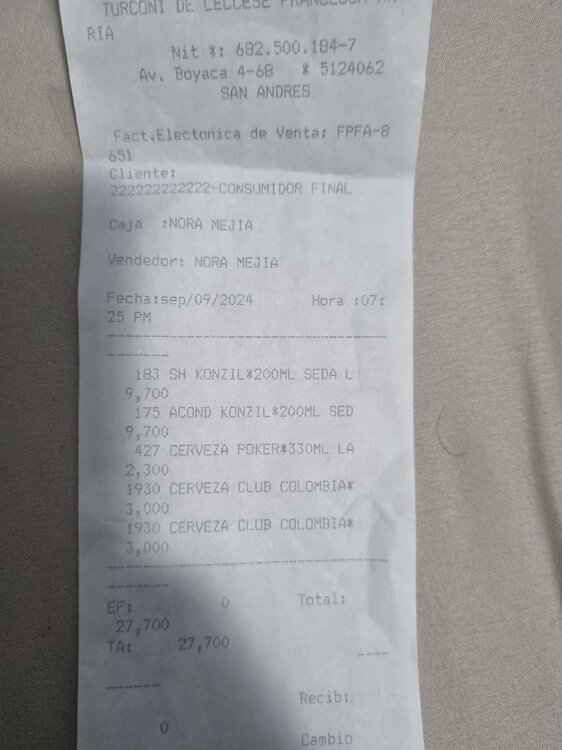 TURCONI DE LECCESE FRANCESCA MA
RIA
Nit *: 682.500.184-7
Av. Boyaca 4-68   * 5124062
SAN ANDRES
Fact.Electonica de Venta: FPFA-8
651
Cliente:
222222222222-CONSUMIDOR FINAL
Caja  :NORA MEJIA
Vendedor: NORA MEJIA
Fecha:sep/09/2024        Hora :07:
25 PM
--------------------------------
-------
183 SH KONZIL*200ML SEDA L
9,700
175 ACOND KONZIL*200ML SED
9,700
427 CERVEZA POKER*330ML LA
2,300
1930 CERVEZA CLUB COLOMBIA*
3,000
1930 CERVEZA CLUB COLOMBIA*
3,000
--------------------------------
-------
EF:          0        Total:
27,700
TA:     27,700
----
------
Recib:
0
Cambio